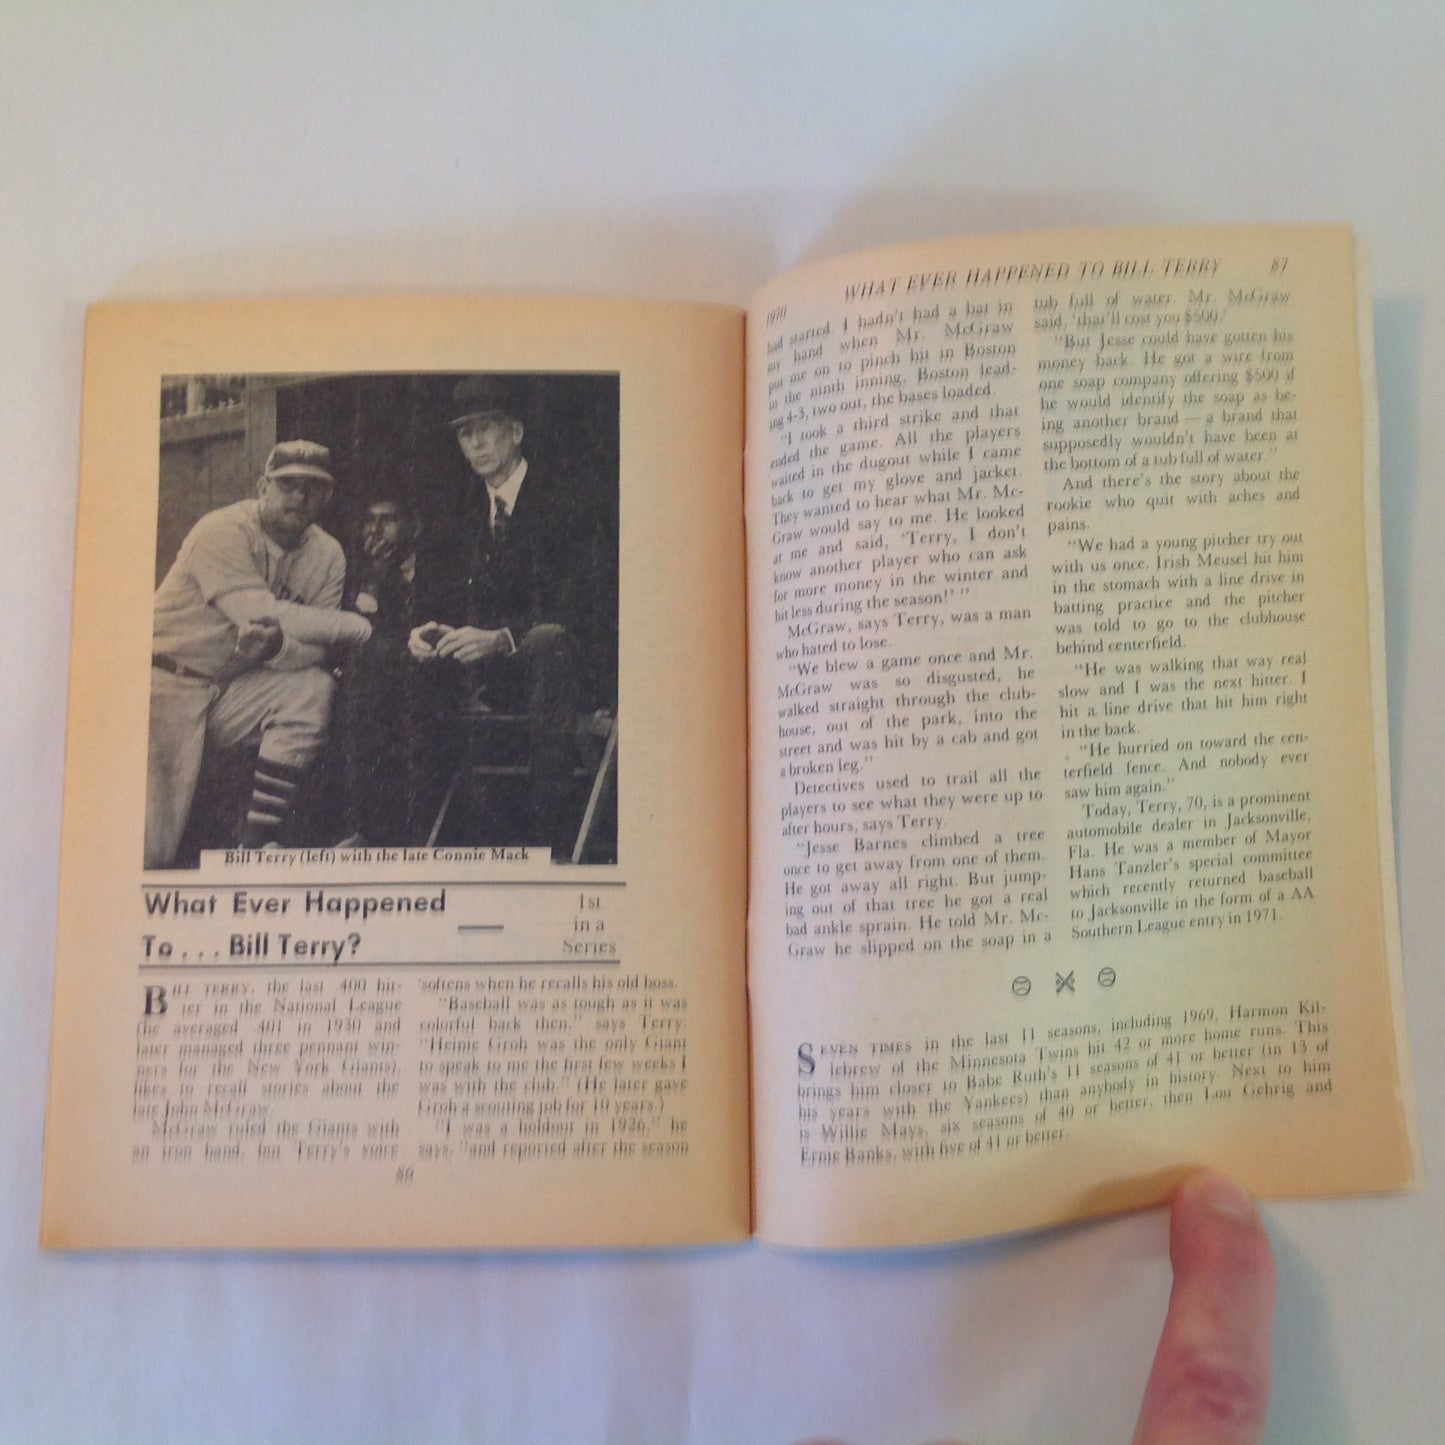 Bill Terry (left) with the late Connie Mack
What Ever Happened
To . . . Bill Terry?
—
1st
in a
Series
BILL TERRY, the last .400 hit-
ter in the National League
(he averaged .401 in 1930 and
later managed three pennant win-
ners for the New York Giants),
likes to recall stories about the
late John McGraw.
McGraw ruled the Giants with
an iron hand, but Terry's voice
softens when he recalls his old boss.
"Baseball was as tough as it was
colorful back then," says Terry.
"Heinie Groh was the only Giant
to speak to me the first few weeks I
was with the club." (He later gave
Groh a scouting job for 10 years.)
"I was a holdout in 1926," he
says, "and reported after the season
1970
WHAT EVER HAPPENED TO BILL TERRY
87
had started. I hadn't had a bat in
my hand when Mr. McGraw
put me on to pinch hit in Boston
in the ninth inning, Boston lead-
ing 4-3, two out, the bases loaded.
"I took a third strike and that
ended the game. All the players
waited in the dugout while I came
back to get my glove and jacket.
They wanted to hear what Mr. Mc-
Graw would say to me. He looked
at me and said, 'Terry, I don't
know another player who can ask
for more money in the winter and
hit less during the season!' "
McGraw, says Terry, was a man
who hated to lose.
"We blew a game once and Mr.
McGraw was so disgusted, he
walked straight through the club-
house, out of the park, into the
street and was hit by a cab and got
a broken leg."
Detectives used to trail all the
players to see what they were up to
after hours, says Terry.
"Jesse Barnes climbed a tree
once to get away from one of them.
He got away all right. But jump-
ing out of that tree he got a real
bad ankle sprain. He told Mr. Mc-
Graw he slipped on the soap in a
tub full of water. Mr. McGraw
said, 'that'll cost you $500.'
"But Jesse could have gotten his
money back. He got a wire from
one soap company offering $500 if
he would identify the soap as be-
ing another brand — a brand that
supposedly wouldn't have been at
the bottom of a tub full of water."
And there's the story about the
rookie who quit with aches and
pains.
"We had a young pitcher try out
with us once. Irish Meusel hit him
in the stomach with a line drive in
batting practice and the pitcher
was told to go to the clubhouse
behind centerfield.
"He was walking that way real
slow and I was the next hitter. I
hit a line drive that hit him right
in the back.
"He hurried on toward the cen-
terfield fence. And nobody ever
saw him again."
Today, Terry, 70, is a prominent
automobile dealer in Jacksonville,
Fla. He was a member of Mayor
Hans Tanzler's special committee
which recently returned baseball
to Jacksonville in the form of a AA
Southern League entry in 1971.
SEVEN TIMES in the last 11 seasons, including 1969, Harmon Kil-
lebrew of the Minnesota Twins hit 42 or more home runs. This
brings him closer to Babe Ruth's 11 seasons of 41 or better (in 13 of
his years with the Yankees) than anybody in history. Next to him
is Willie Mays, six seasons of 40 or better, then Lou Gehrig and
Ernie Banks, with five of 41 or better.